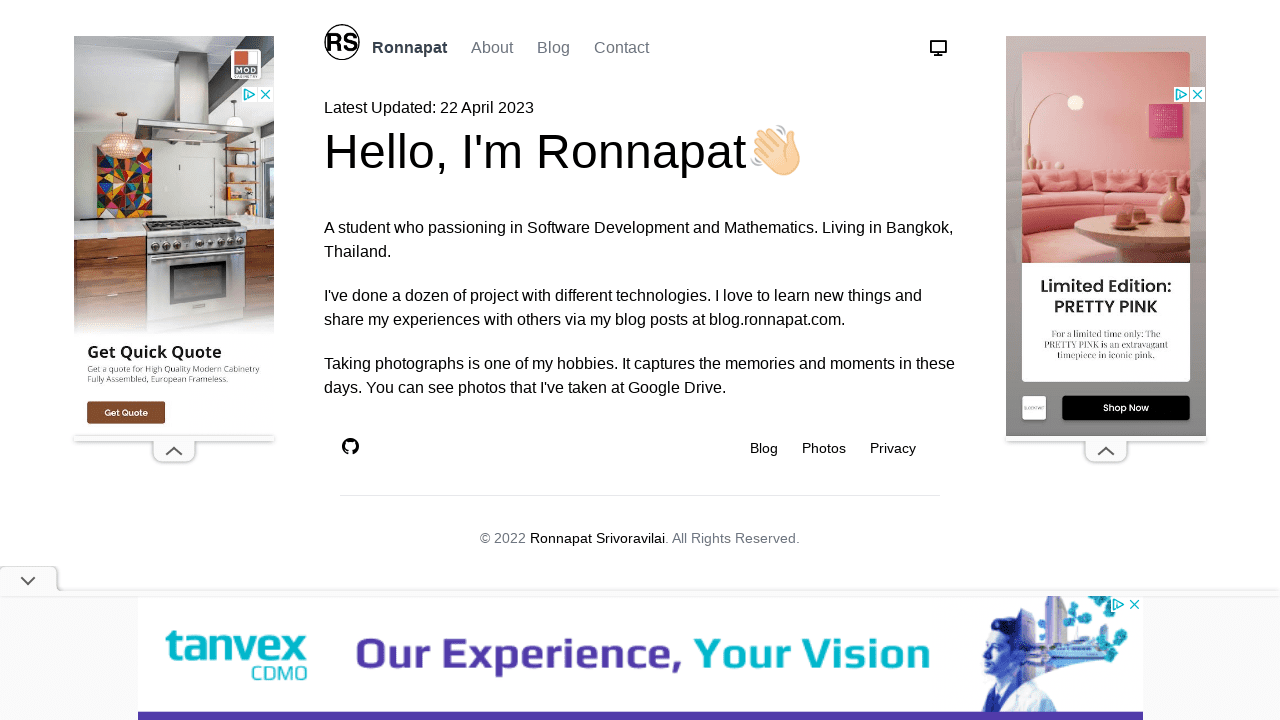 RS
Ronnapat
About
Blog
Contact
Latest Updated: 22 April 2023
Hello, I'm Ronnapat👋🏻
A student who passioning in Software Development and Mathematics. Living in Bangkok,
Thailand.
I've done a dozen of project with different technologies. I love to learn new things and
share my experiences with others via my blog posts at blog.ronnapat.com.
Taking photographs is one of my hobbies. It captures the memories and moments in these
days. You can see photos that I've taken at Google Drive.
Blog
Photos
Privacy
© 2022 Ronnapat Srivoravilai. All Rights Reserved.
MOD
CABINETRY
Get Quick Quote
Get a quote for High Quality Modern Cabinetry
Fully Assembled, European Frameless.
Get Quote
Limited Edition:
PRETTY PINK
For a limited time only: The
PRETTY PINK is an extravagant
timepiece in iconic pink.
Shop Now
tanvex
CDMO
Our Experience, Your Vision